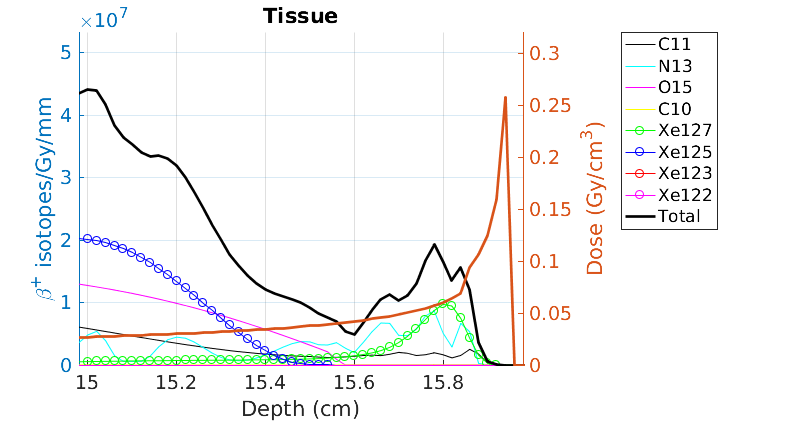 Tissue
×10⁷
5
4
3
2
1
0
β⁺ isotopes/Gy/mm
15
15.2
15.4
15.6
15.8
Depth (cm)
0.3
0.25
0.2
0.15
0.1
0.05
0
Dose (Gy/cm³)
C11
N13
O15
C10
Xe127
Xe125
Xe123
Xe122
Total